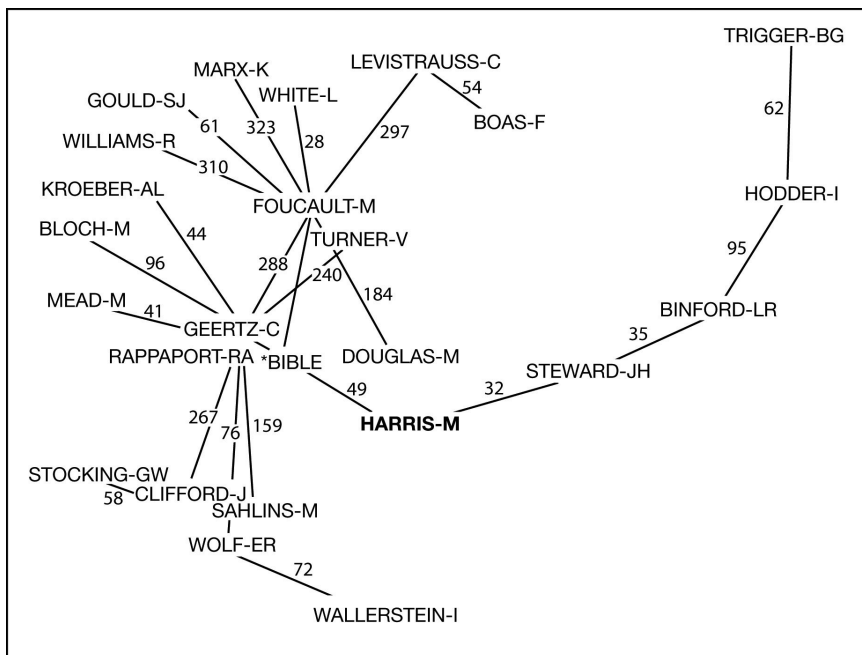 TRIGGER-BG
LEVISTRAUSS-C
MARX-K
54
WHITE-L
GOULD-SJ
62
BOAS-F
61
323
297
WILLIAMS-R
28
310
KROEBER-AL
HODDER-I
FOUCAULT-M
BLOCH-M
44
TURNER-V
95
96
288
240
MEAD-M
184
41
BINFORD-LR
GEERTZ-C
35
RAPPAPORT-RA
*BIBLE
DOUGLAS-M
STEWARD-JH
49
32
HARRIS-M
267
76
159
STOCKING-GW
58
CLIFFORD-J
SAHLINS-M
WOLF-ER
72
WALLERSTEIN-I